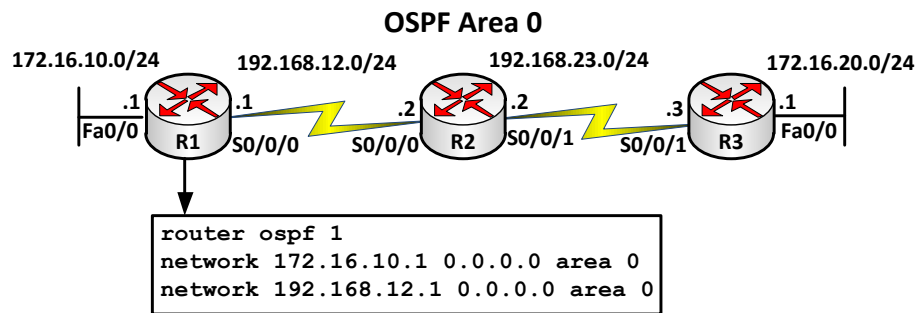 OSPF Area 0
172.16.10.0/24
192.168.12.0/24
192.168.23.0/24
172.16.20.0/24
.1
.1
.2
.2
.3
.1
Fa0/0
R1
S0/0/0
S0/0/0
R2
S0/0/1
S0/0/1
R3
Fa0/0
router ospf 1
network 172.16.10.1 0.0.0.0 area 0
network 192.168.12.1 0.0.0.0 area 0